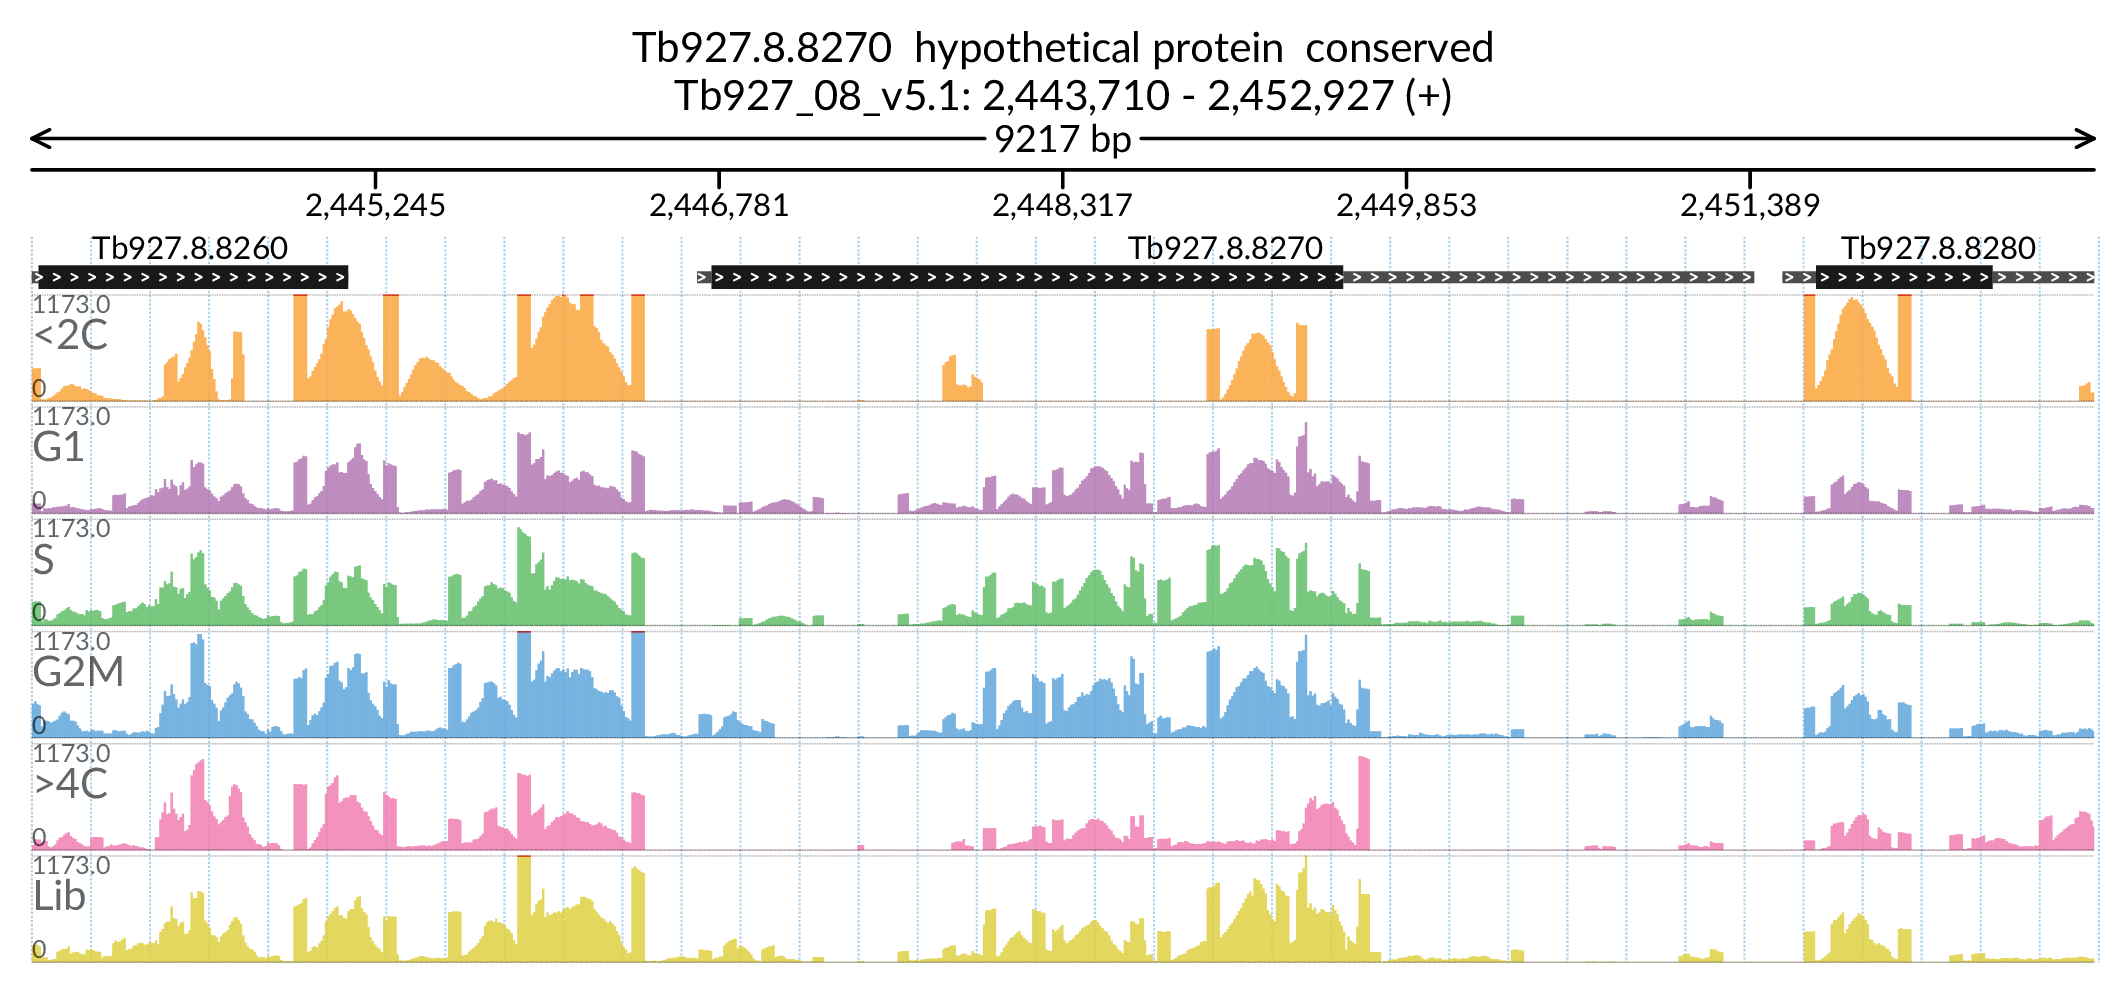 Tb927.8.8270 hypothetical protein conserved
Tb927_08_v5.1: 2,443,710 - 2,452,927 (+)
9217 bp
2,445,245 2,446,781 2,448,317 2,449,853 2,451,389
Tb927.8.8260 Tb927.8.8270 Tb927.8.8280
1173.0
<2C
0
1173.0
G1
0
1173.0
S
0
1173.0
G2M
0
1173.0
>4C
0
1173.0
Lib
0